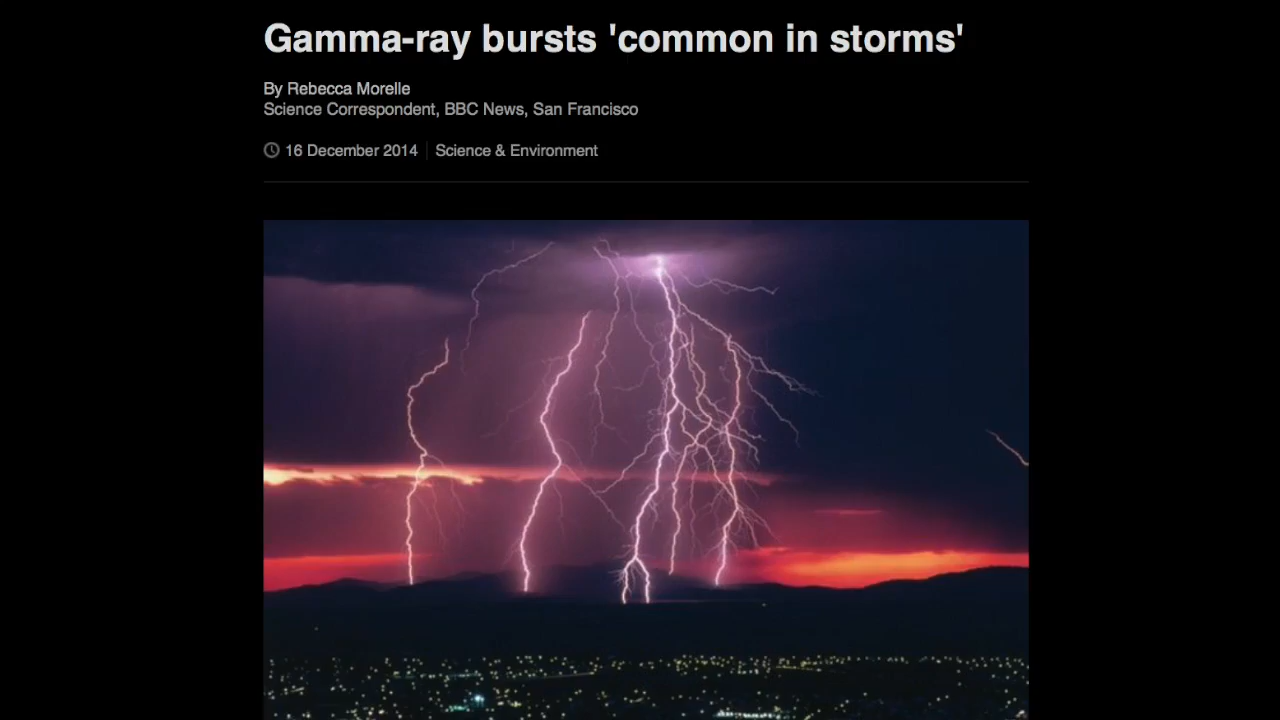 Gamma-ray bursts 'common in storms'
By Rebecca Morelle
Science Correspondent, BBC News, San Francisco
16 December 2014 Science & Environment